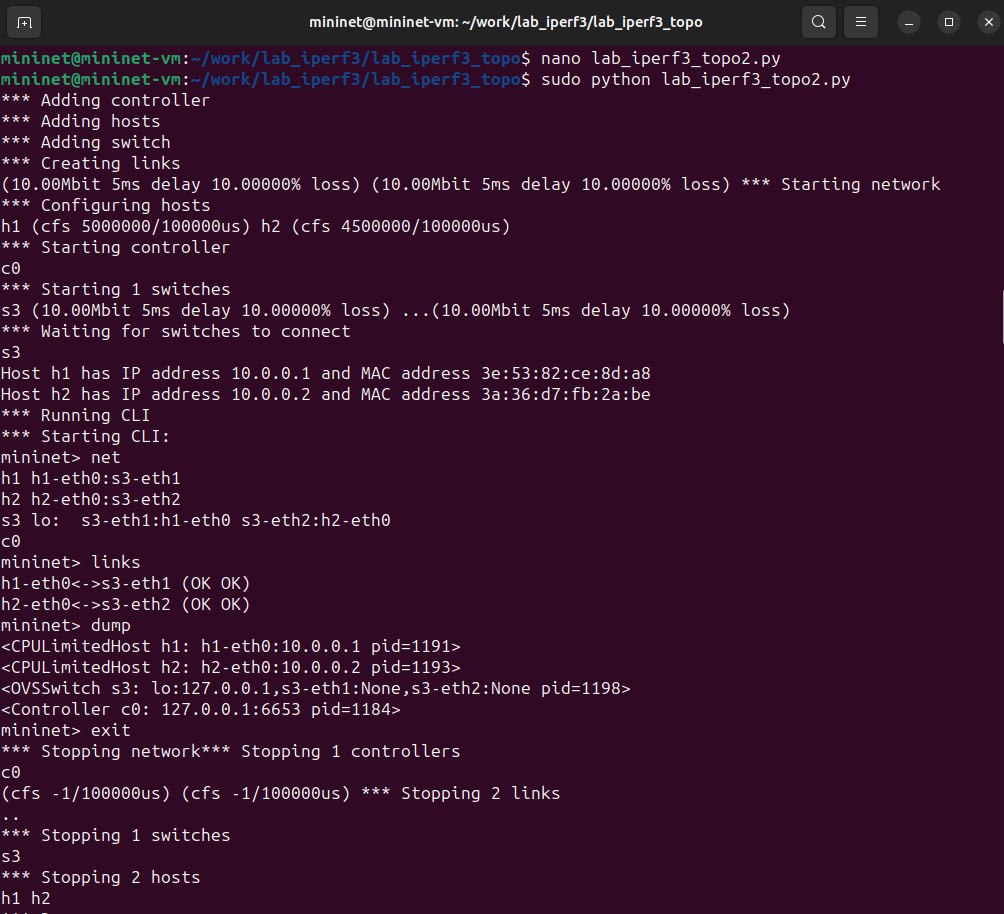 mininet@mininet-vm: ~/work/lab_iperf3/lab_iperf3_topo
mininet@mininet-vm:~/work/lab_iperf3/lab_iperf3_topo$ nano lab_iperf3_topo2.py
mininet@mininet-vm:~/work/lab_iperf3/lab_iperf3_topo$ sudo python lab_iperf3_topo2.py
*** Adding controller
*** Adding hosts
*** Adding switch
*** Creating links
(10.00Mbit 5ms delay 10.00000% loss) (10.00Mbit 5ms delay 10.00000% loss) *** Starting network
*** Configuring hosts
h1 (cfs 5000000/100000us) h2 (cfs 4500000/100000us)
*** Starting controller
c0
*** Starting 1 switches
s3 (10.00Mbit 5ms delay 10.00000% loss) ...(10.00Mbit 5ms delay 10.00000% loss)
*** Waiting for switches to connect
s3
Host h1 has IP address 10.0.0.1 and MAC address 3e:53:82:ce:8d:a8
Host h2 has IP address 10.0.0.2 and MAC address 3a:36:d7:fb:2a:be
*** Running CLI
*** Starting CLI:
mininet> net
h1 h1-eth0:s3-eth1
h2 h2-eth0:s3-eth2
s3 lo:  s3-eth1:h1-eth0 s3-eth2:h2-eth0
c0
mininet> links
h1-eth0<->s3-eth1 (OK OK)
h2-eth0<->s3-eth2 (OK OK)
mininet> dump
<CPULimitedHost h1: h1-eth0:10.0.0.1 pid=1191>
<CPULimitedHost h2: h2-eth0:10.0.0.2 pid=1193>
<OVSSwitch s3: lo:127.0.0.1,s3-eth1:None,s3-eth2:None pid=1198>
<Controller c0: 127.0.0.1:6653 pid=1184>
mininet> exit
*** Stopping network*** Stopping 1 controllers
c0
(cfs -1/100000us) (cfs -1/100000us) *** Stopping 2 links
..
*** Stopping 1 switches
s3
*** Stopping 2 hosts
h1 h2